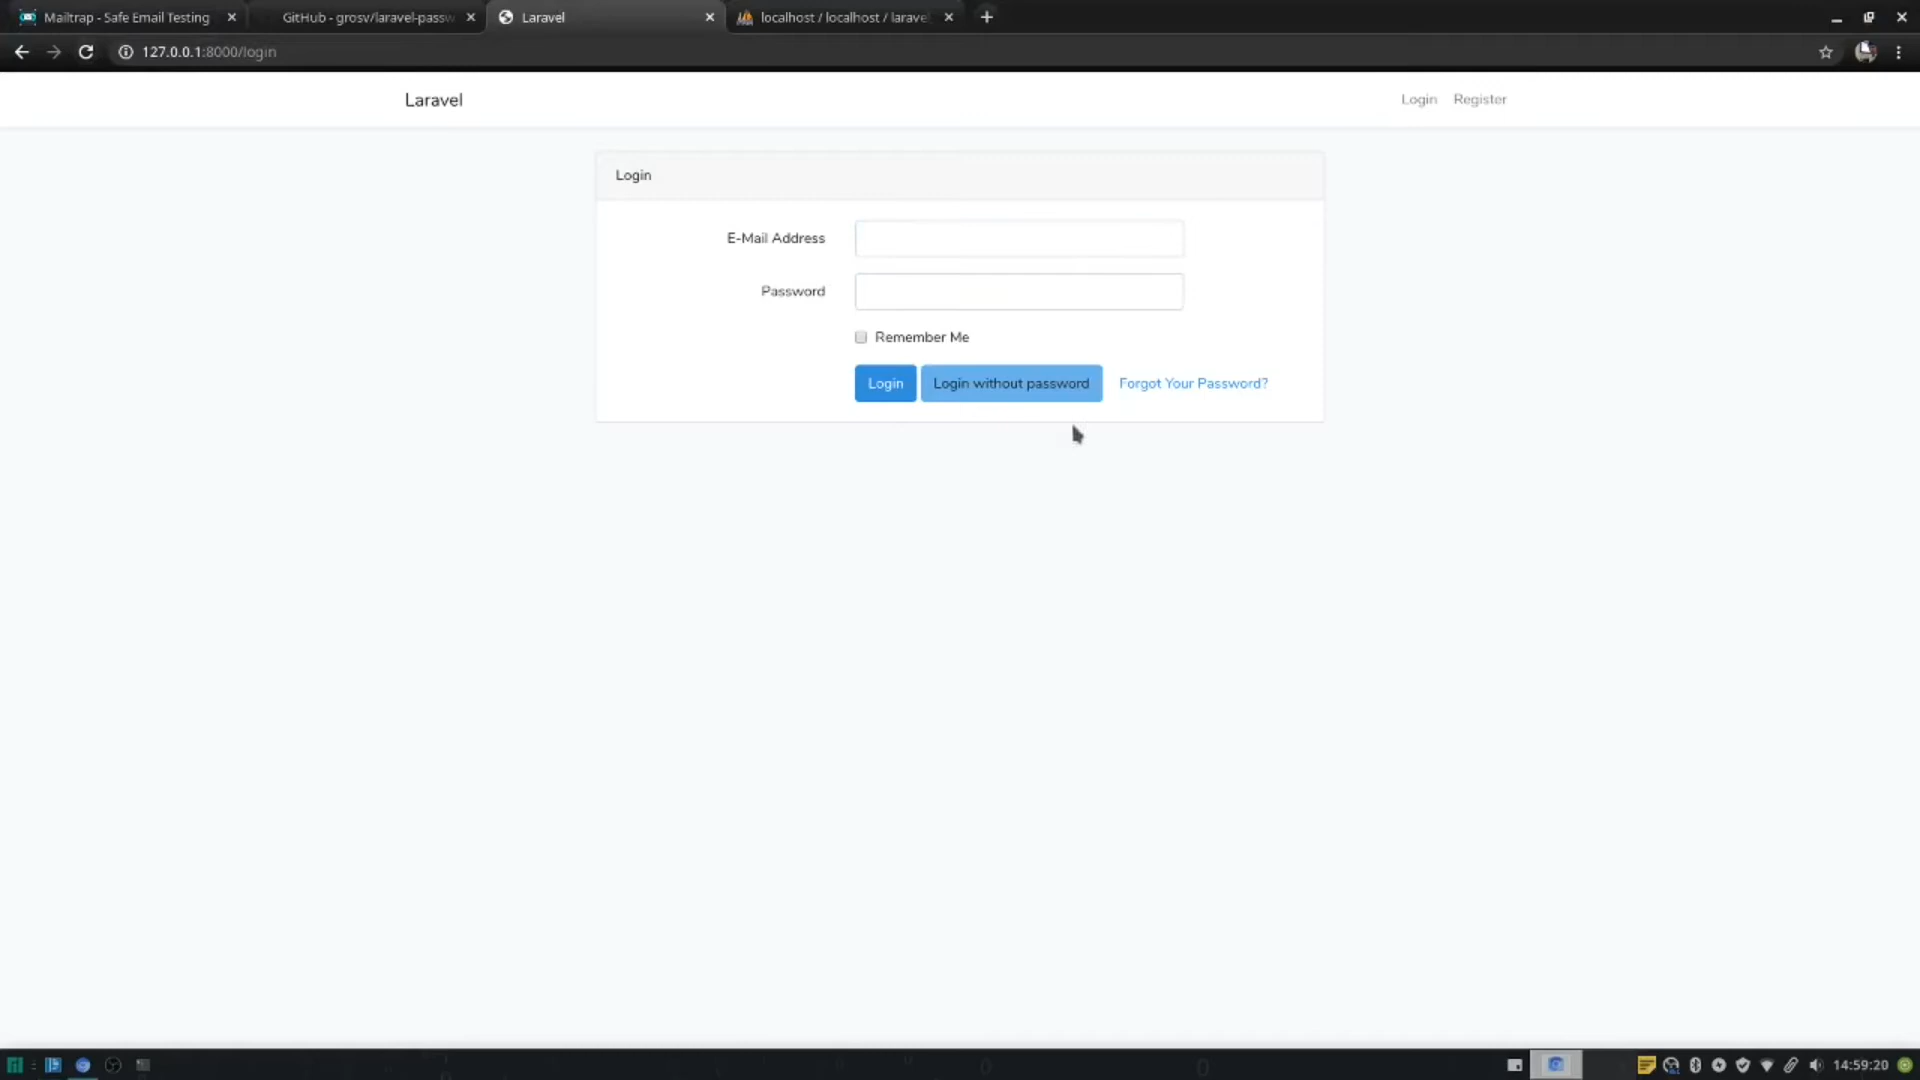 Mailtrap - Safe Email Testing
GitHub - grosv/laravel-passw
Laravel
localhost / localhost / larave
127.0.0.1:8000/login
Laravel
Login
Register
Login
E-Mail Address
Password
Remember Me
Login
Login without password
Forgot Your Password?
14:59:20